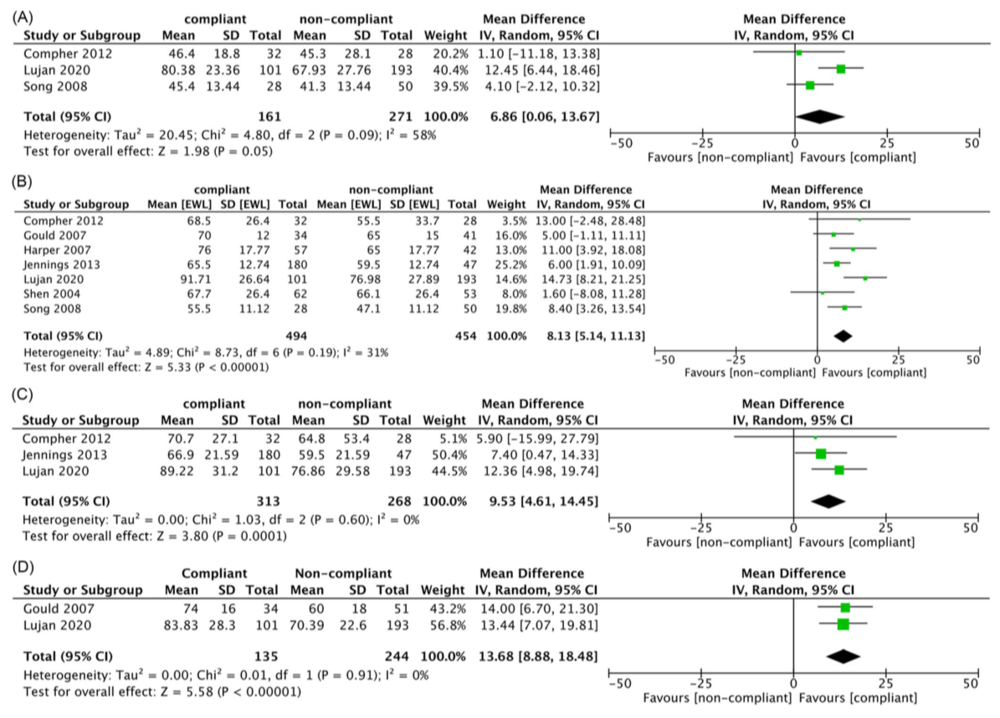 (A)
compliant non-compliant Mean Difference Mean Difference
Study or Subgroup Mean SD Total Mean SD Total Weight IV, Random, 95% CI IV, Random, 95% CI
Compher 2012 46.4 18.8 32 45.3 28.1 28 20.2% 1.10 [-11.18, 13.38]
Lujan 2020 80.38 23.36 101 67.93 27.76 193 40.4% 12.45 [6.44, 18.46]
Song 2008 45.4 13.44 28 41.3 13.44 50 39.5% 4.10 [-2.12, 10.32]
Total (95% CI) 161 271 100.0% 6.86 [0.06, 13.67]
Heterogeneity: Tau² = 20.45; Chi² = 4.80, df = 2 (P = 0.09); I² = 58%
Test for overall effect: Z = 1.98 (P = 0.05)
-50 -25 0 25 50
Favours [non-compliant] Favours [compliant]
(B)
compliant non-compliant Mean Difference Mean Difference
Study or Subgroup Mean [EWL] SD [EWL] Total Mean [EWL] SD [EWL] Total Weight IV, Random, 95% CI IV, Random, 95% CI
Compher 2012 68.5 26.4 32 55.5 33.7 28 3.5% 13.00 [-2.48, 28.48]
Gould 2007 70 12 34 65 15 41 16.0% 5.00 [-1.11, 11.11]
Harper 2007 76 17.77 57 65 17.77 42 13.0% 11.00 [3.92, 18.08]
Jennings 2013 65.5 12.74 180 59.5 12.74 47 25.2% 6.00 [1.91, 10.09]
Lujan 2020 91.71 26.64 101 76.98 27.89 193 14.6% 14.73 [8.21, 21.25]
Shen 2004 67.7 26.4 62 66.1 26.4 53 8.0% 1.60 [-8.08, 11.28]
Song 2008 55.5 11.12 28 47.1 11.12 50 19.8% 8.40 [3.26, 13.54]
Total (95% CI) 494 454 100.0% 8.13 [5.14, 11.13]
Heterogeneity: Tau² = 4.89; Chi² = 8.73, df = 6 (P = 0.19); I² = 31%
Test for overall effect: Z = 5.33 (P < 0.00001)
-50 -25 0 25 50
Favours [non-compliant] Favours [compliant]
(C)
compliant non-compliant Mean Difference Mean Difference
Study or Subgroup Mean SD Total Mean SD Total Weight IV, Random, 95% CI IV, Random, 95% CI
Compher 2012 70.7 27.1 32 64.8 53.4 28 5.1% 5.90 [-15.99, 27.79]
Jennings 2013 66.9 21.59 180 59.5 21.59 47 50.4% 7.40 [0.47, 14.33]
Lujan 2020 89.22 31.2 101 76.86 29.58 193 44.5% 12.36 [4.98, 19.74]
Total (95% CI) 313 268 100.0% 9.53 [4.61, 14.45]
Heterogeneity: Tau² = 0.00; Chi² = 1.03, df = 2 (P = 0.60); I² = 0%
Test for overall effect: Z = 3.80 (P = 0.0001)
-50 -25 0 25 50
Favours [non-compliant] Favours [compliant]
(D)
Compliant Non-compliant Mean Difference Mean Difference
Study or Subgroup Mean SD Total Mean SD Total Weight IV, Random, 95% CI IV, Random, 95% CI
Gould 2007 74 16 34 60 18 51 43.2% 14.00 [6.70, 21.30]
Lujan 2020 83.83 28.3 101 70.39 22.6 193 56.8% 13.44 [7.07, 19.81]
Total (95% CI) 135 244 100.0% 13.68 [8.88, 18.48]
Heterogeneity: Tau² = 0.00; Chi² = 0.01, df = 1 (P = 0.91); I² = 0%
Test for overall effect: Z = 5.58 (P < 0.00001)
-50 -25 0 25 50
Favours [non-compliant] Favours [compliant]